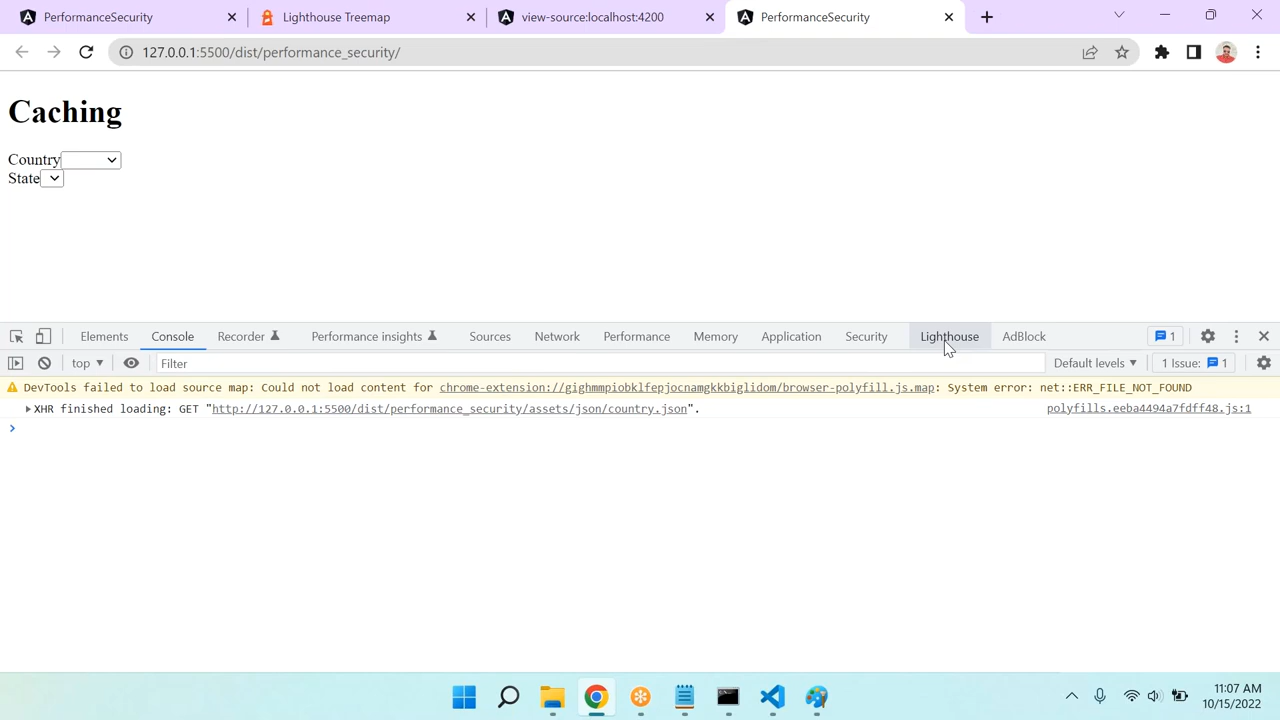 PerformanceSecurity
Lighthouse Treemap
view-source:localhost:4200
PerformanceSecurity
127.0.0.1:5500/dist/performance_security/
Caching
Country
State
Elements
Console
Recorder
Performance insights
Sources
Network
Performance
Memory
Application
Security
Lighthouse
AdBlock
1
top
Filter
Default levels
1 Issue: 1
DevTools failed to load source map: Could not load content for chrome-extension://gighmmpiobklfepjocnamgkkbiglidom/browser-polyfill.js.map: System error: net::ERR_FILE_NOT_FOUND
XHR finished loading: GET "http://127.0.0.1:5500/dist/performance_security/assets/json/country.json". polyfills.eeba4494a7fdff48.js:1
11:07 AM
10/15/2022